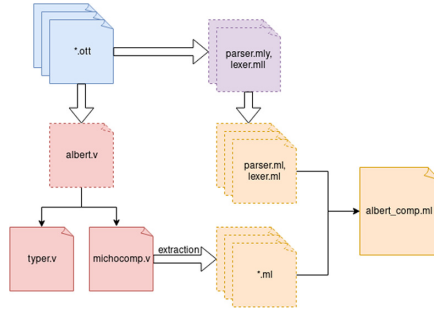 *.ott
parser.mly,
lexer.mll
albert.v
parser.ml,
lexer.ml
albert_comp.ml
typer.v
michocomp.v
extraction
*.ml